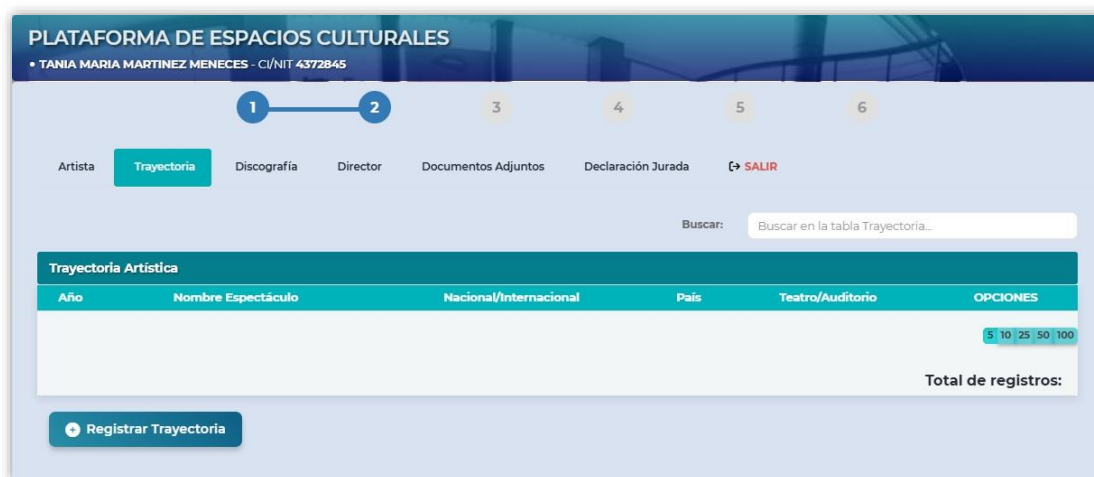 PLATAFORMA DE ESPACIOS CULTURALES
• TANIA MARIA MARTINEZ MENECES - CI/NIT 4372845
1 2 3 4 5 6
Artista Trayectoria Discografía Director Documentos Adjuntos Declaración Jurada SALIR
Buscar: Buscar en la tabla Trayectoria...
Trayectoria Artística
Año Nombre Espectáculo Nacional/Internacional País Teatro/Auditorio OPCIONES
5 10 25 50 100
Total de registros:
Registrar Trayectoria